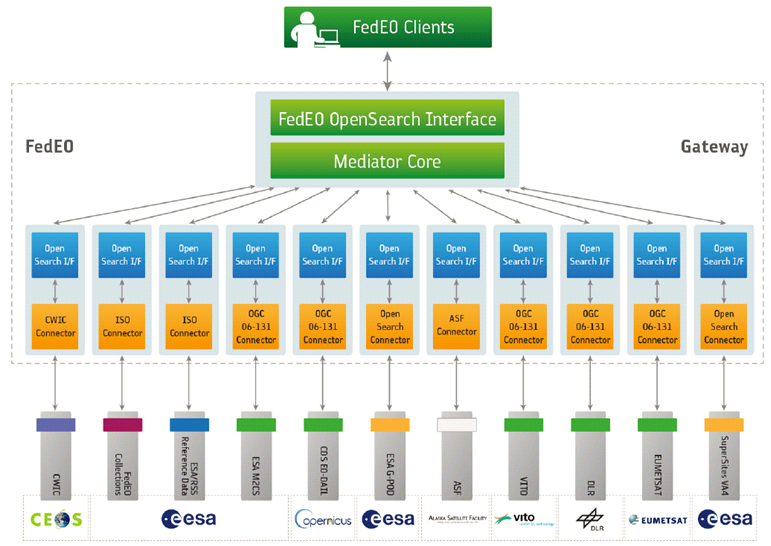 FedEO Clients
FedEO
Gateway
FedEO OpenSearch Interface
Mediator Core
Open
Search I/F
Open
Search I/F
Open
Search I/F
Open
Search I/F
Open
Search I/F
Open
Search I/F
Open
Search I/F
Open
Search I/F
Open
Search I/F
Open
Search I/F
Open
Search I/F
CWIC
Connector
ISO
Connector
ISO
Connector
OGC
06-131
Connector
OGC
06-131
Connector
Open
Search
Connector
ASF
Connector
OGC
06-131
Connector
OGC
06-131
Connector
OGC
06-131
Connector
Open
Search
Connector
CWIC
FedEO
Collections
ESA/RSS
Reference Data
ESA M2CS
CDS EO-DAIL
ESA G-POD
ASF
VITO
DLR
EUMETSAT
SuperSites VA4
CEOS
esa
opernicus
esa
ALASKA SATELLITE FACILITY
vito
DLR
EUMETSAT
esa